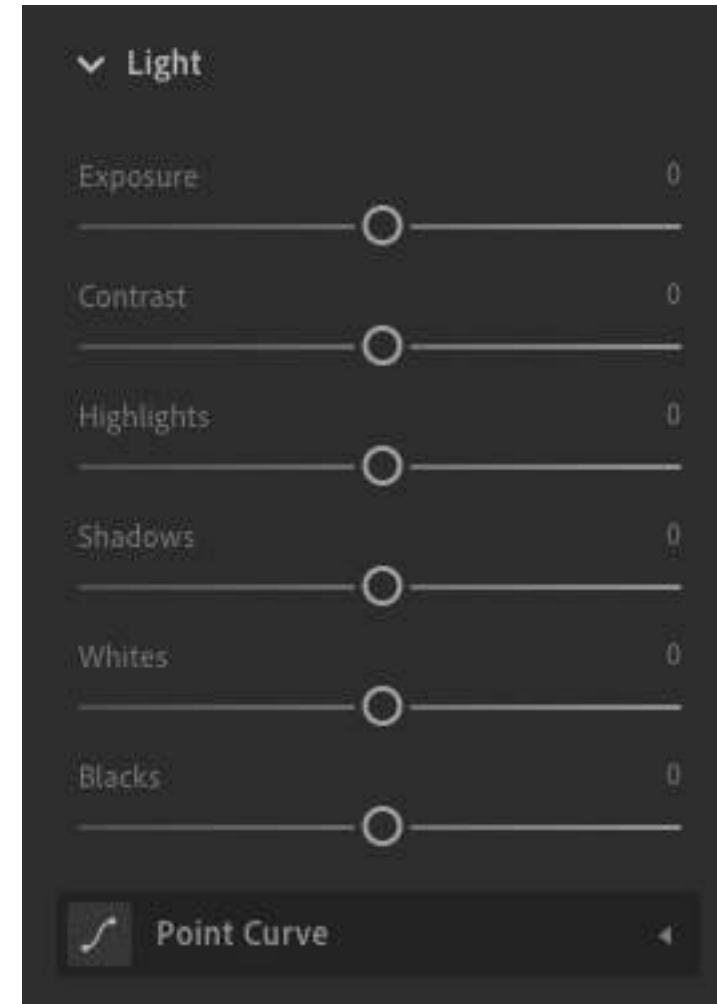 Light
Exposure 0
Contrast 0
Highlights 0
Shadows 0
Whites 0
Blacks 0
Point Curve